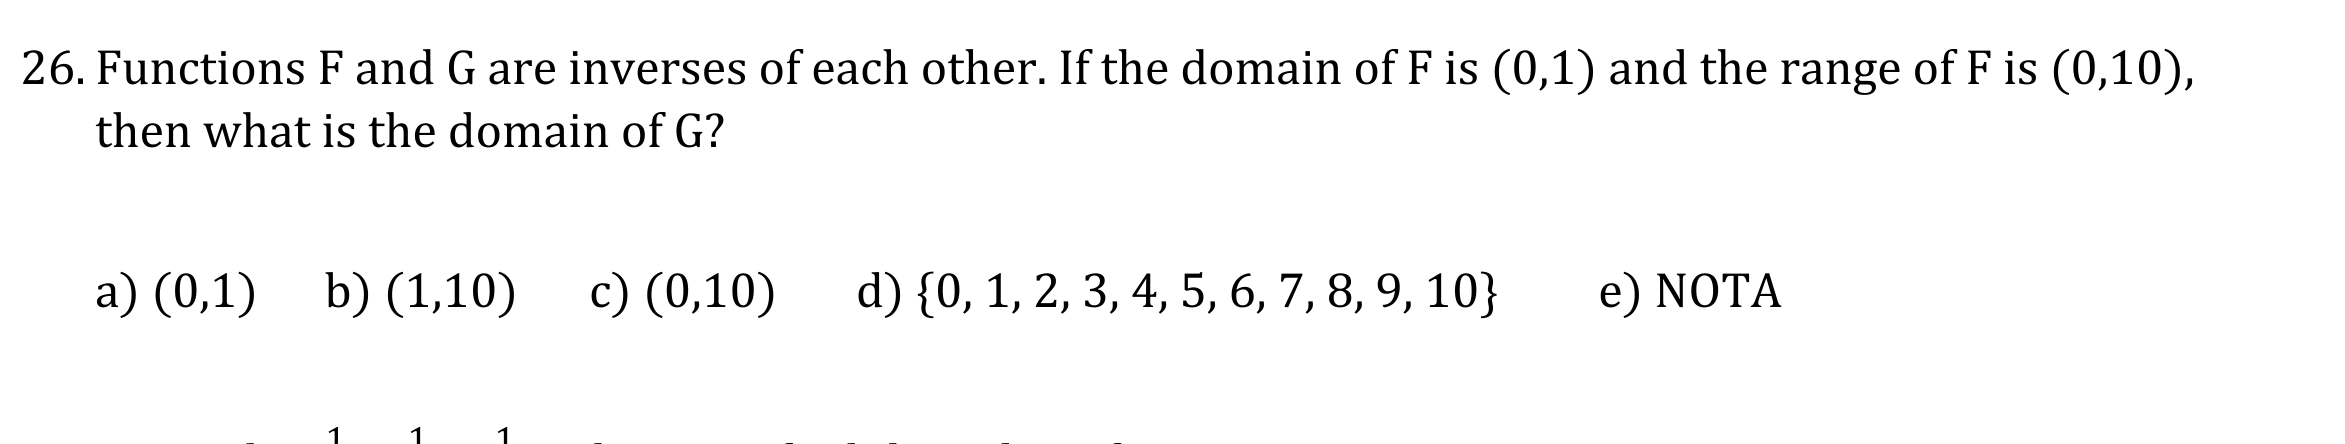 26. Functions F and G are inverses of each other. If the domain of F is (0,1) and the range of F is (0,10),
then what is the domain of G?
a) (0,1) b) (1,10) c) (0,10) d) {0, 1, 2, 3, 4, 5, 6, 7, 8, 9, 10} e) NOTA